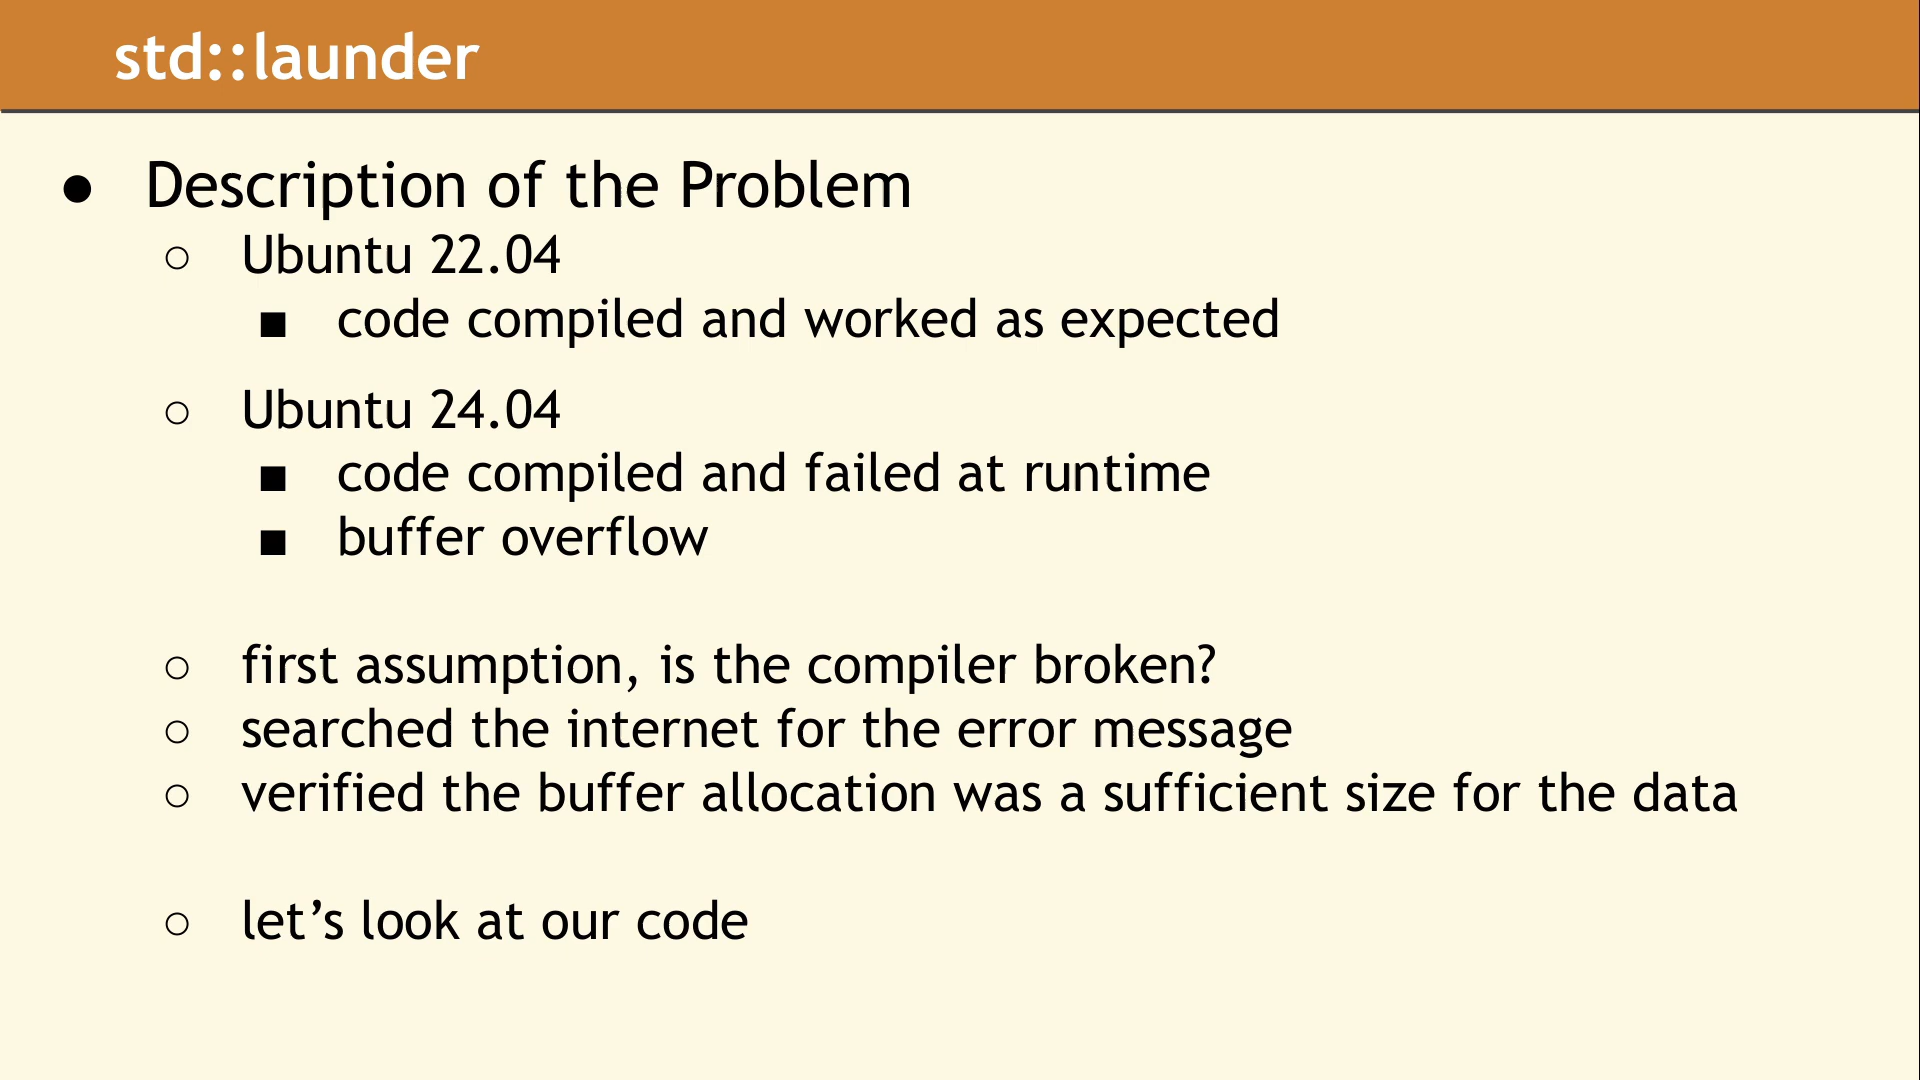 std::launder
● Description of the Problem
○ Ubuntu 22.04
■ code compiled and worked as expected
○ Ubuntu 24.04
■ code compiled and failed at runtime
■ buffer overflow
○ first assumption, is the compiler broken?
○ searched the internet for the error message
○ verified the buffer allocation was a sufficient size for the data
○ let’s look at our code